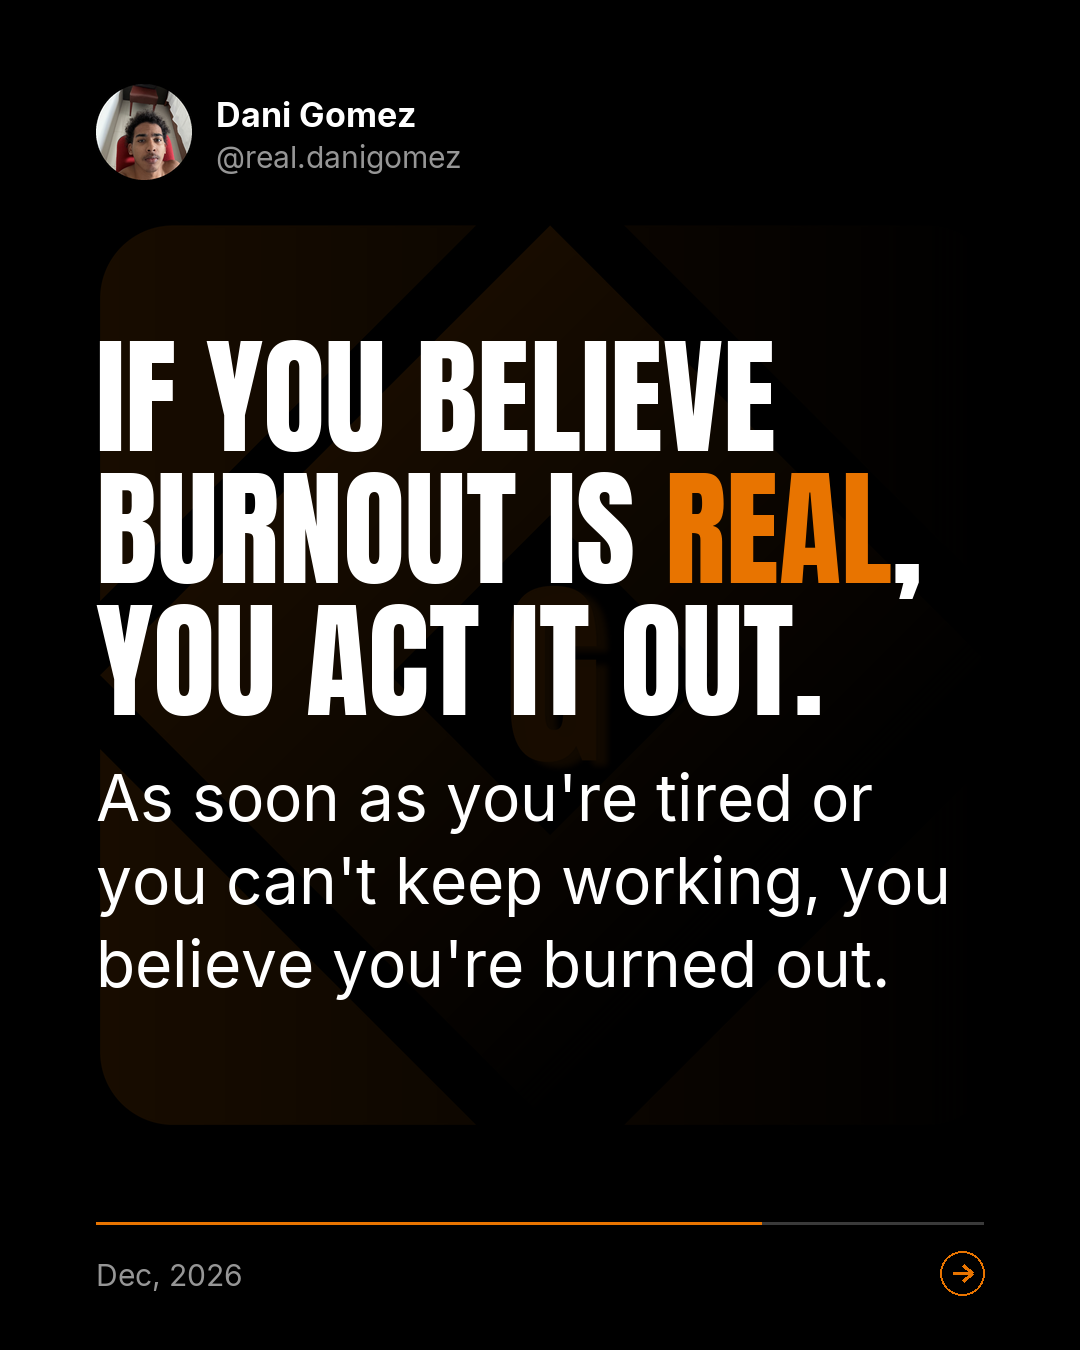 Dani Gomez
@real.danigomez
IF YOU BELIEVE
BURNOUT IS REAL,
YOU ACT IT OUT.
As soon as you're tired or
you can't keep working, you
believe you're burned out.
Dec, 2026